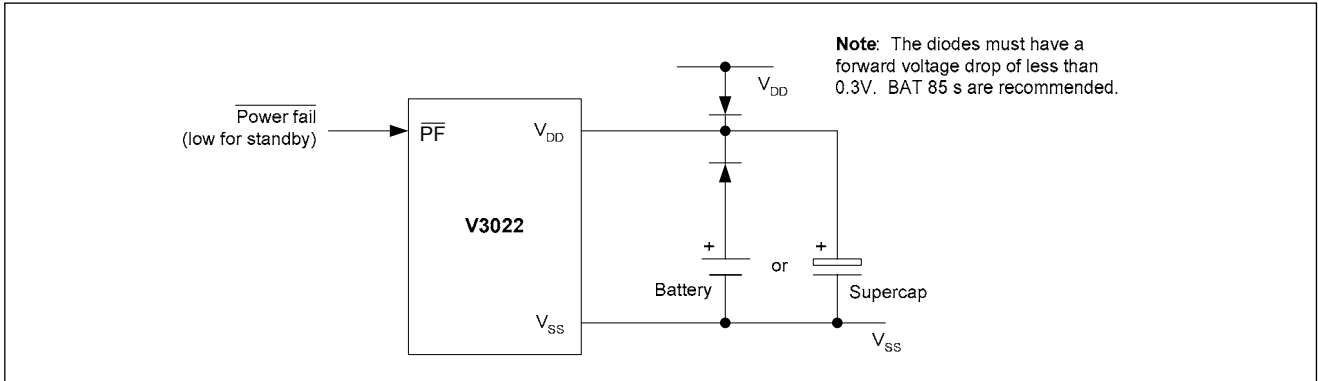 Note: The diodes must have a
forward voltage drop of less than
0.3V. BAT 85 s are recommended.
VDD
Power fail
(low for standby)
PF
VDD
V3022
+
+
or
Battery
Supercap
VSS
VSS